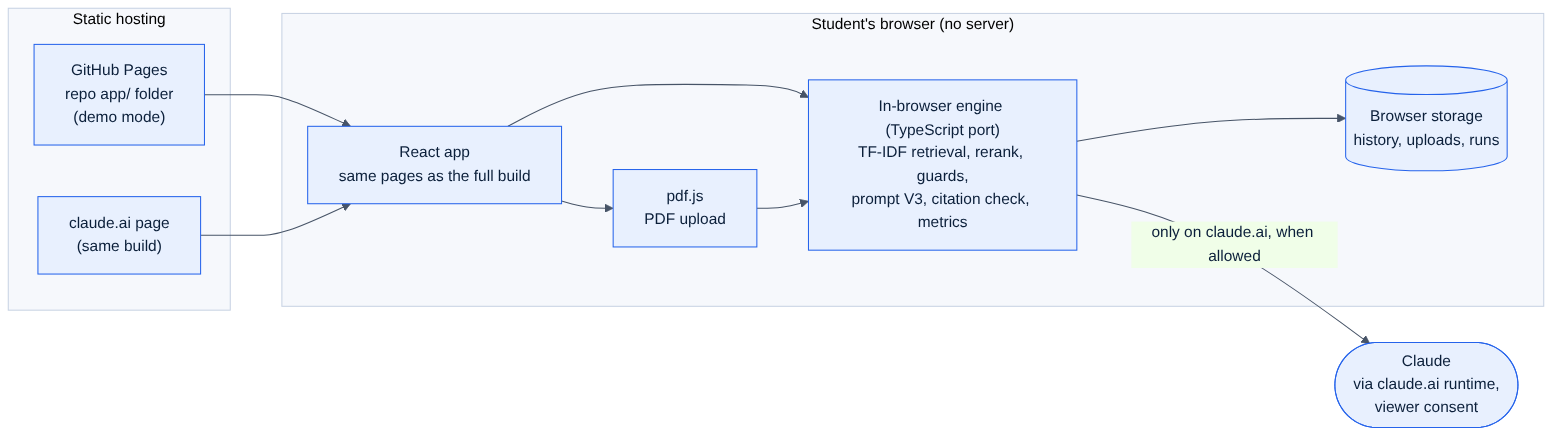 Static hosting
GitHub Pages
repo app/ folder
(demo mode)
claude.ai page
(same build)
Student's browser (no server)
React app
same pages as the full build
pdf.js
PDF upload
In-browser engine
(TypeScript port)
TF-IDF retrieval, rerank,
guards,
prompt V3, citation check,
metrics
Browser storage
history, uploads, runs
only on claude.ai, when
allowed
Claude
via claude.ai runtime,
viewer consent